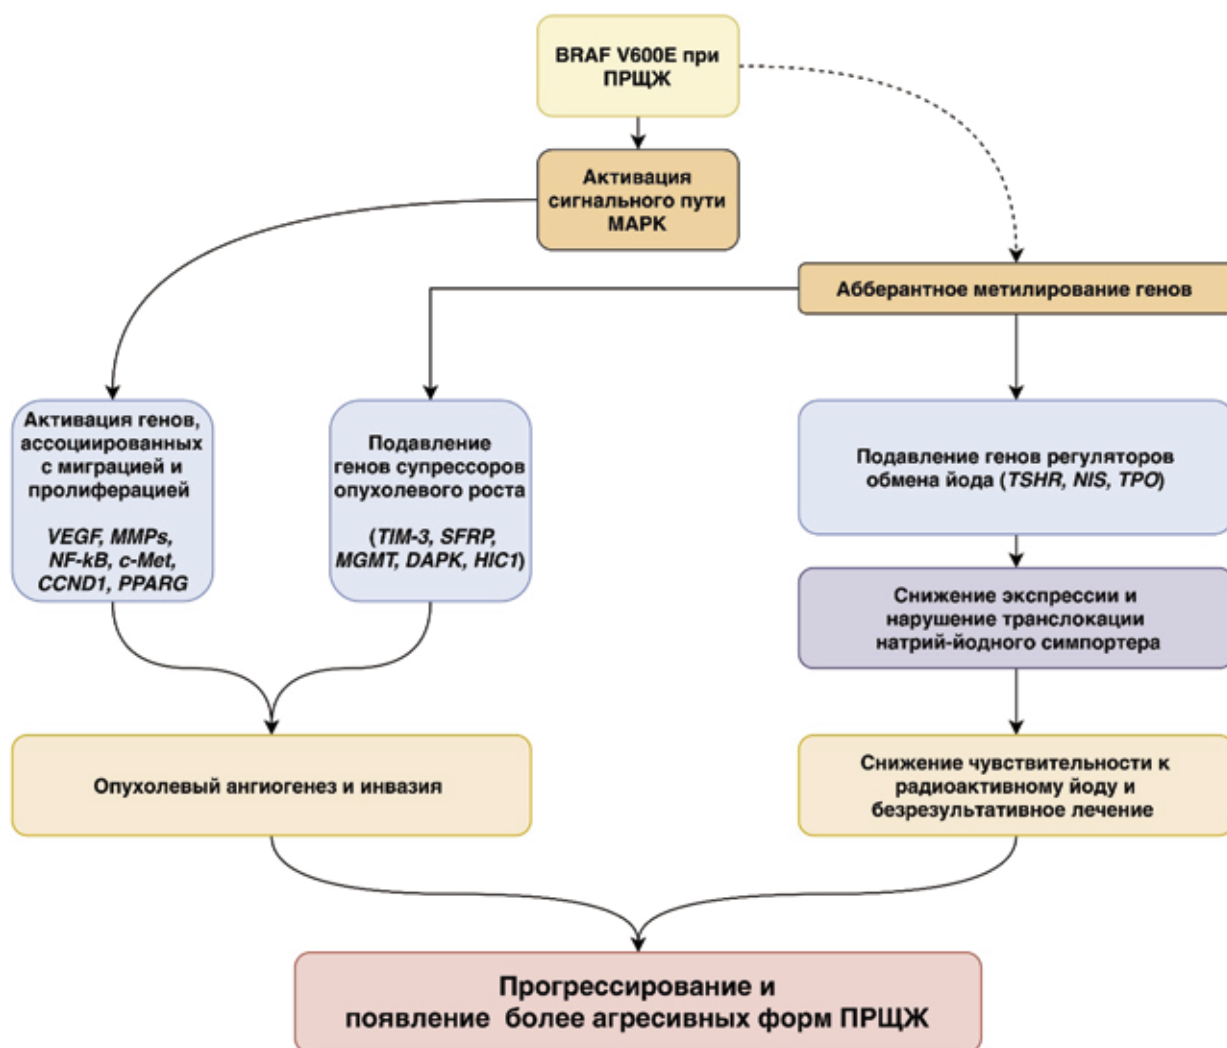 BRAF V600E при
ПРЩЖ
Активация
сигнального пути
МАРК
Абберантное метилирование генов
Активация генов,
ассоциированных
с миграцией и
пролиферацией
VEGF, MMPs,
NF-kB, c-Met,
CCND1, PPARG
Подавление
генов супрессоров
опухолевого роста
(TIM-3, SFRP,
MGMT, DAPK, HIC1)
Подавление генов регуляторов
обмена йода (TSHR, NIS, TPO)
Снижение экспрессии и
нарушение транслокации
натрий-йодного симпортера
Опухолевый ангиогенез и инвазия
Снижение чувствительности к
радиоактивному йоду и
безрезультативное лечение
Прогрессирование и
появление более агресивных форм ПРЩЖ